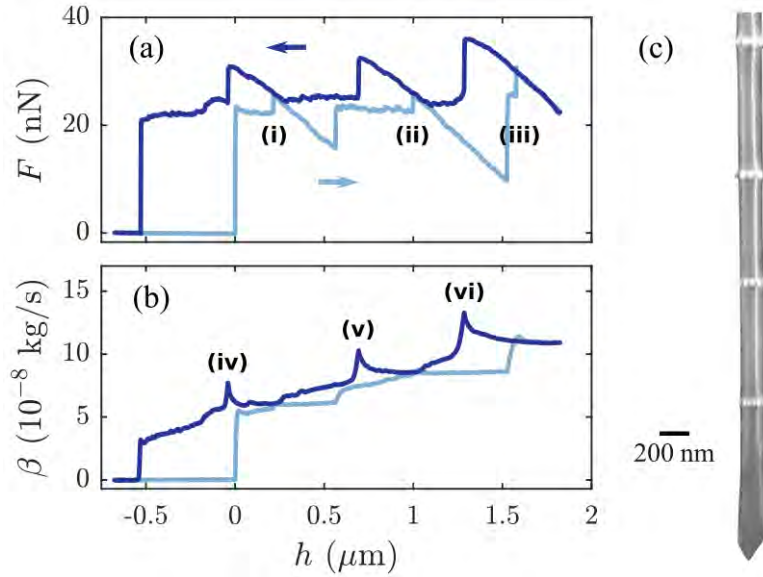 (a)
(c)
40
20
0
F (nN)
(i)
(ii)
(iii)
(b)
15
10
5
0
β (10⁻⁸ kg/s)
(iv)
(v)
(vi)
-0.5 0 0.5 1 1.5 2
h (μm)
200 nm